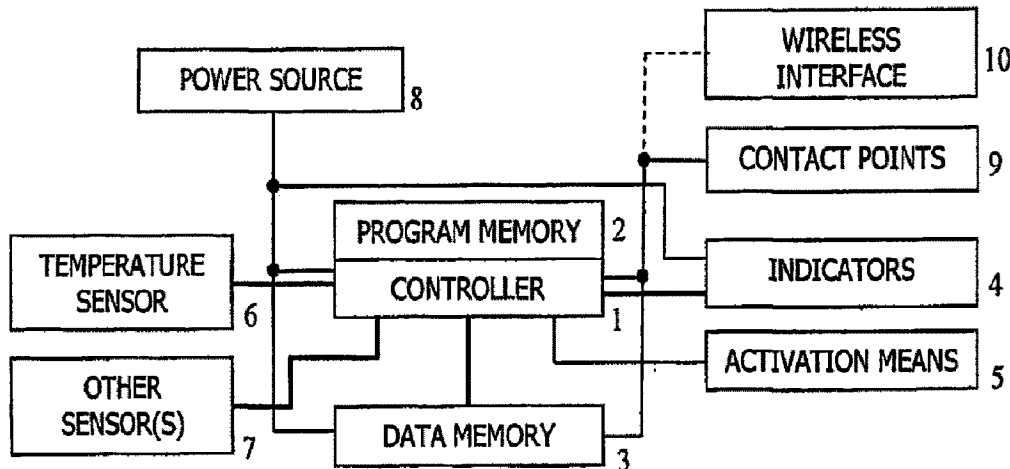 WIRELESS
INTERFACE
10
POWER SOURCE
8
CONTACT POINTS
9
PROGRAM MEMORY
2
TEMPERATURE
SENSOR
6
CONTROLLER
1
INDICATORS
4
OTHER
SENSOR(S)
7
ACTIVATION MEANS
5
DATA MEMORY
3